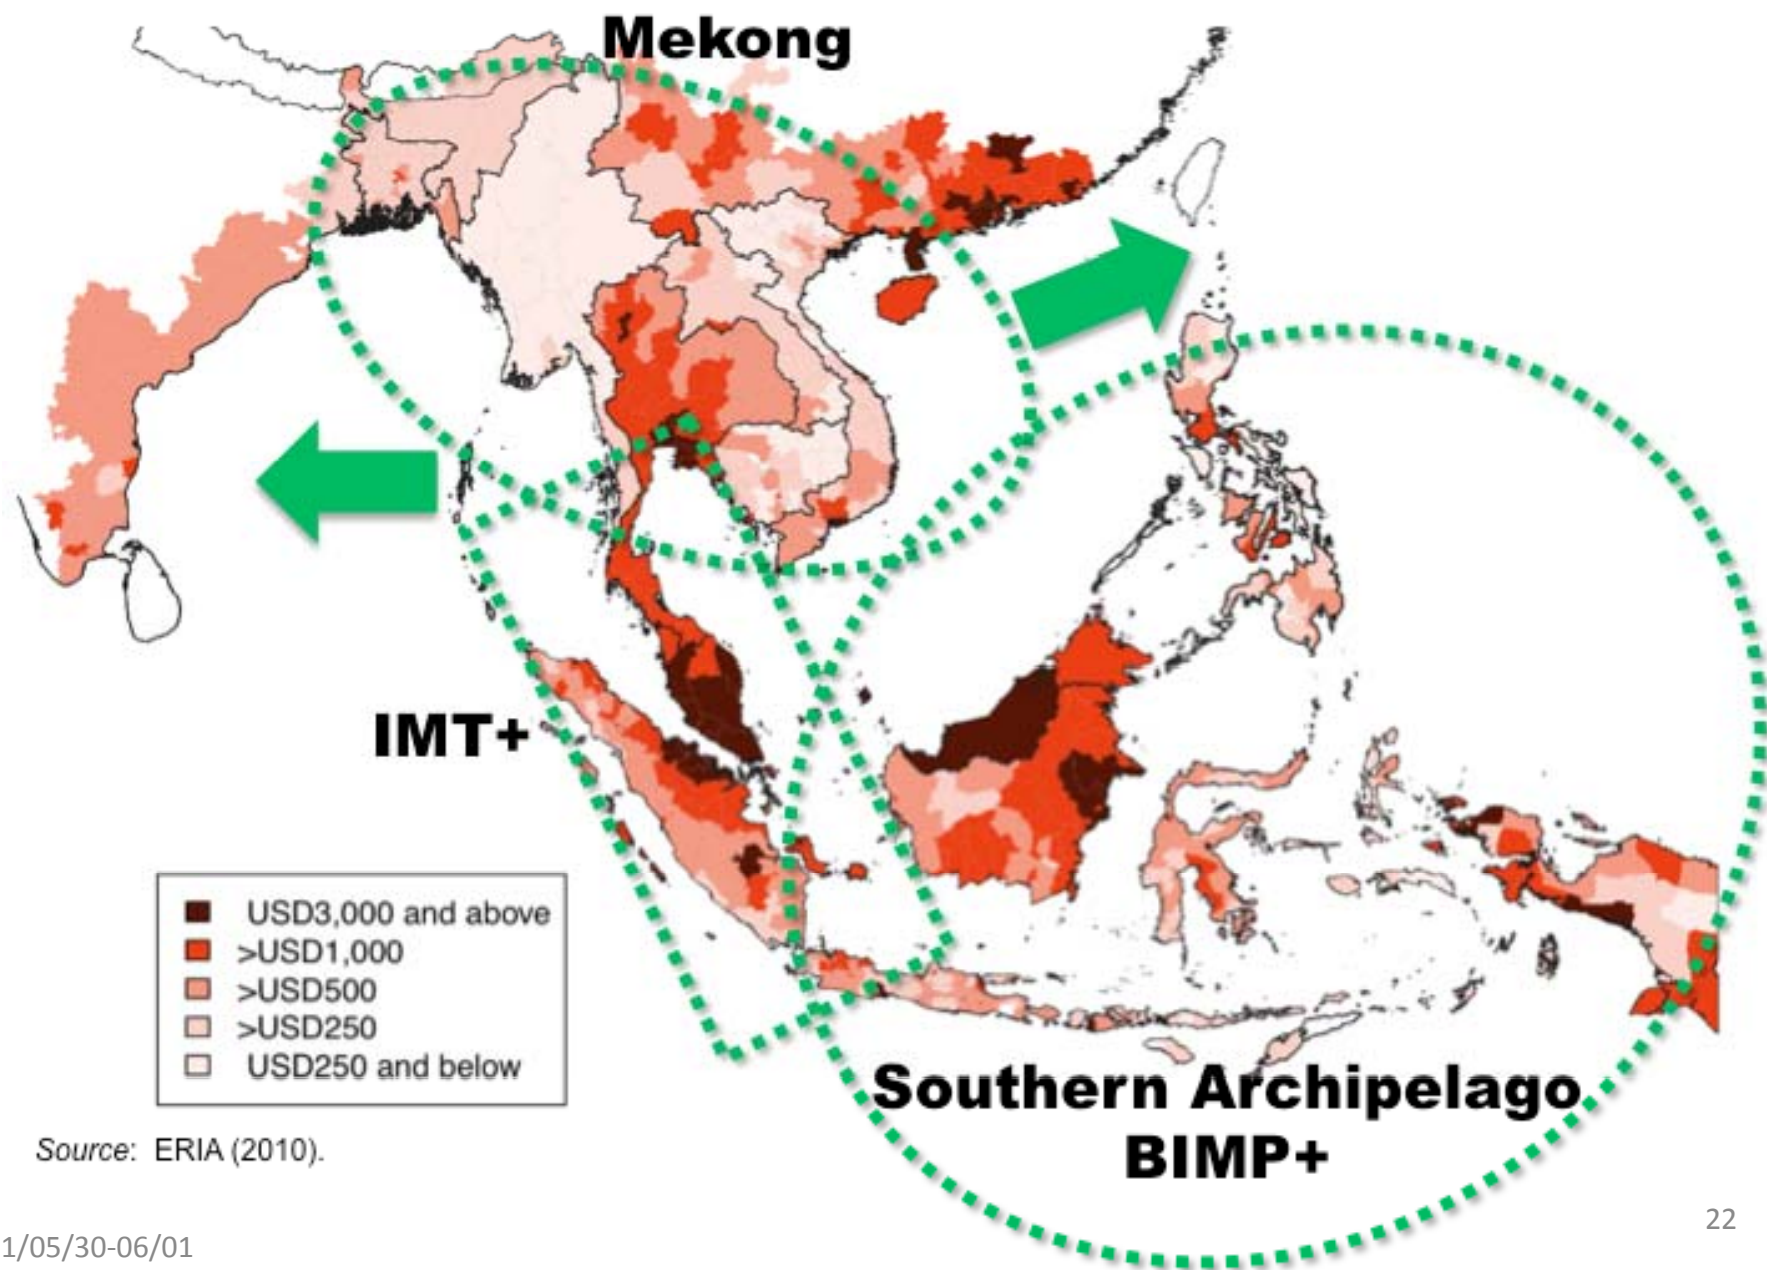 Mekong
IMT+
USD3,000 and above
>USD1,000
>USD500
>USD250
USD250 and below
Southern Archipelago
BIMP+
Source: ERIA (2010).
22
1/05/30-06/01